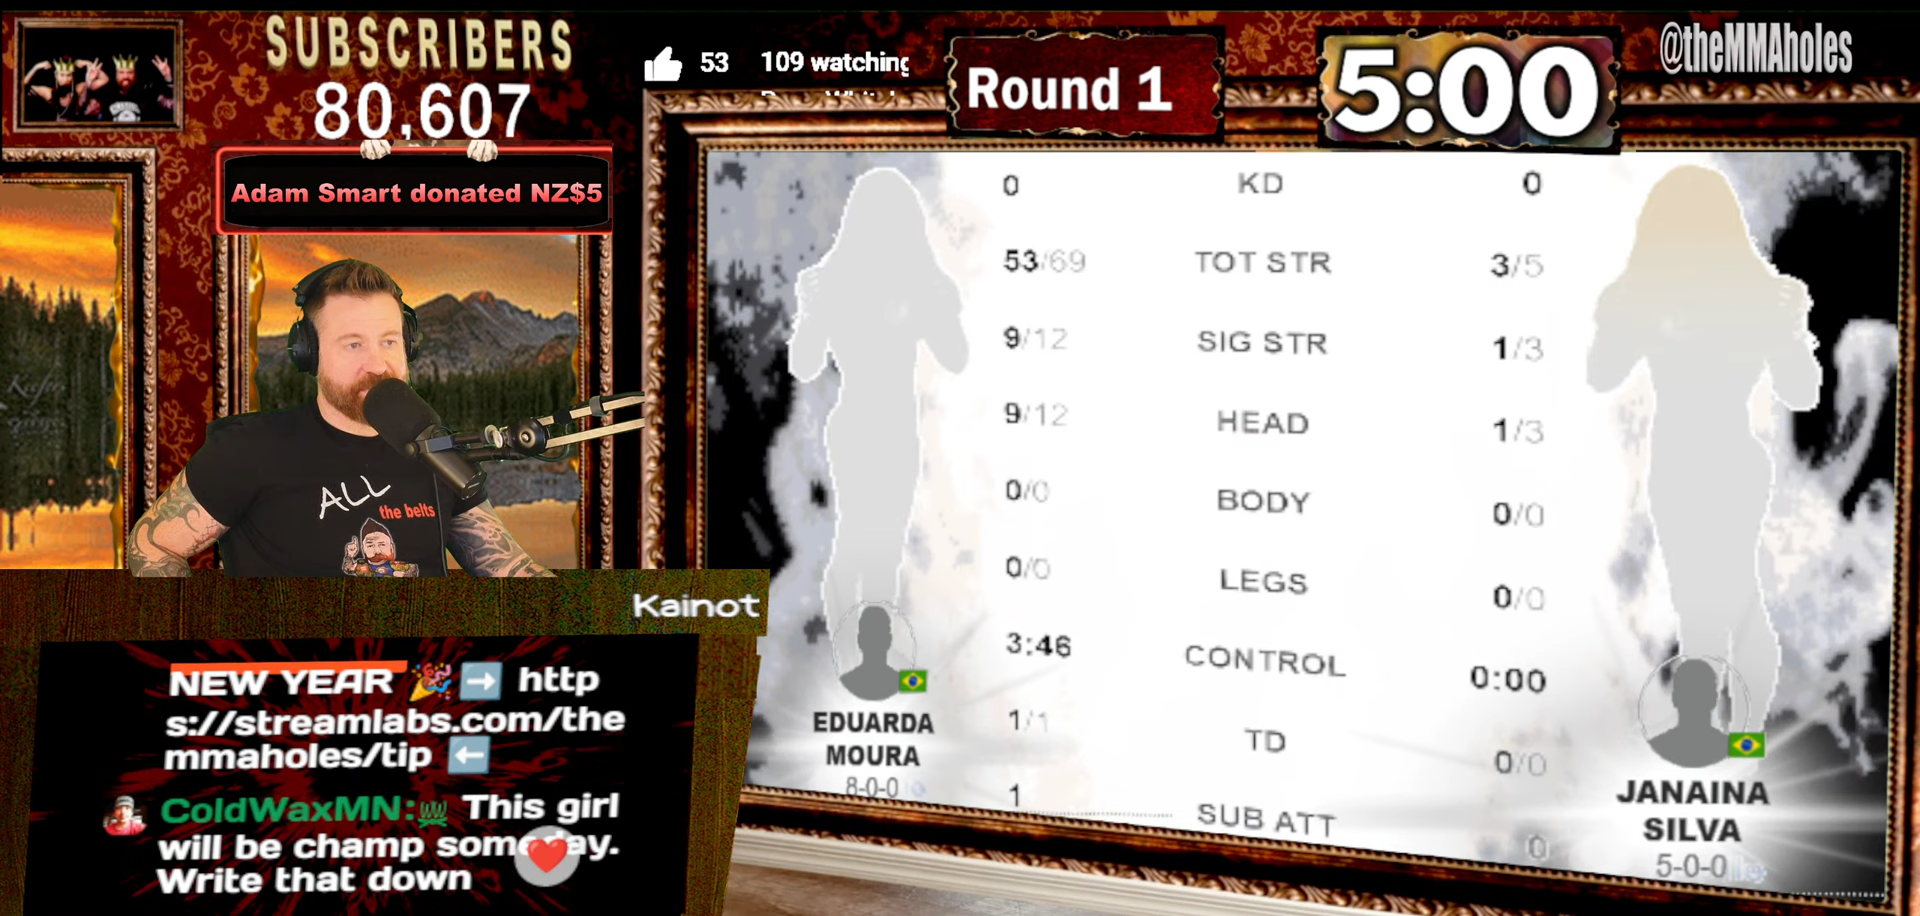 SUBSCRIBERS
80,607
53 109 watching
Round 1
5:00
@theMMAholes
Adam Smart donated NZ$5
ALL
the belts
0 KD 0
53/69 TOT STR 3/5
9/12 SIG STR 1/3
9/12 HEAD 1/3
0/0 BODY 0/0
0/0 LEGS 0/0
3:46 CONTROL 0:00
1/1 TD 0/0
1 SUB ATT 0
EDUARDA
MOURA
8-0-0
JANAINA
SILVA
5-0-0
Kainot
NEW YEAR 🎉➡️ http
s://streamlabs.com/the
mmaholes/tip ⬅️
ColdWaxMN: This girl
will be champ someday.
Write that down